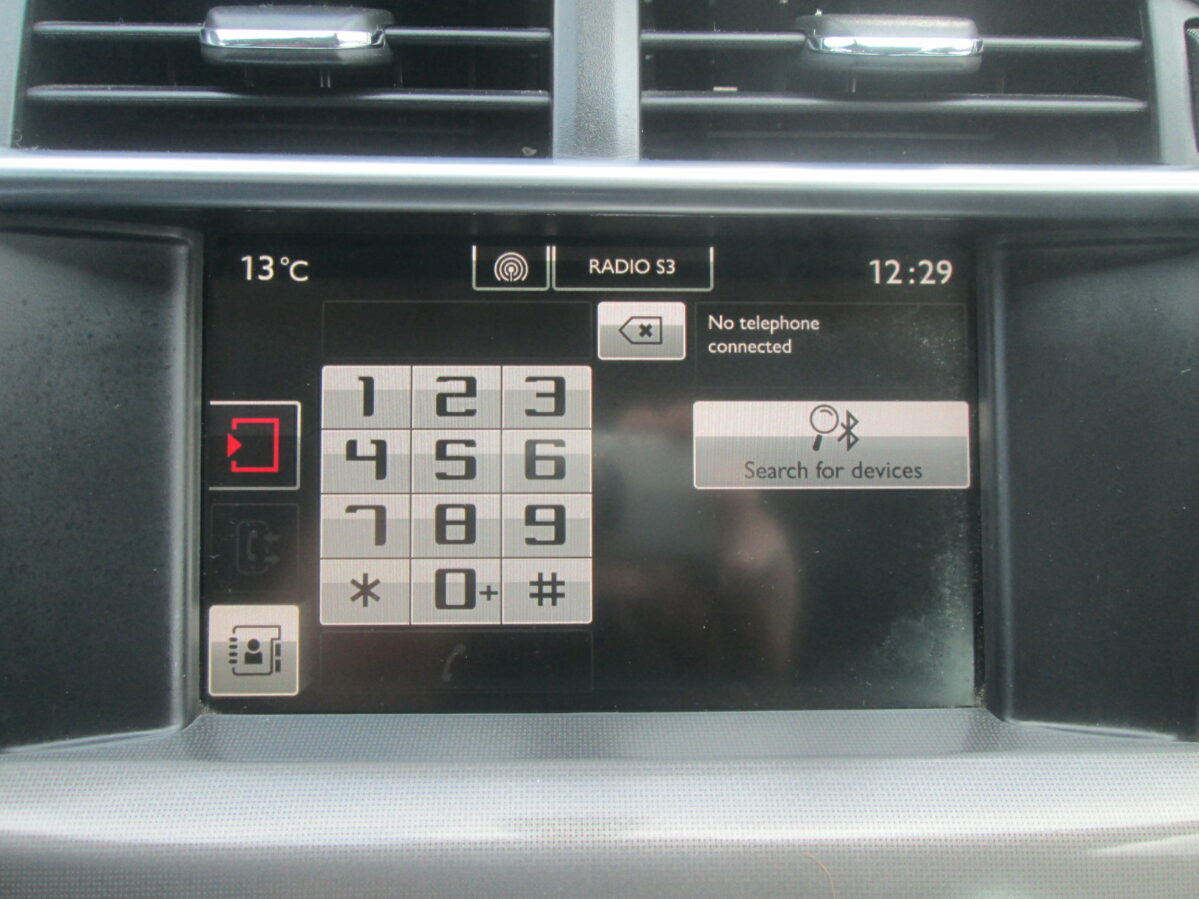 13°C
RADIO S3
12:29
No telephone
connected
1 2 3
4 5 6
7 8 9
* 0+ #
Search for devices